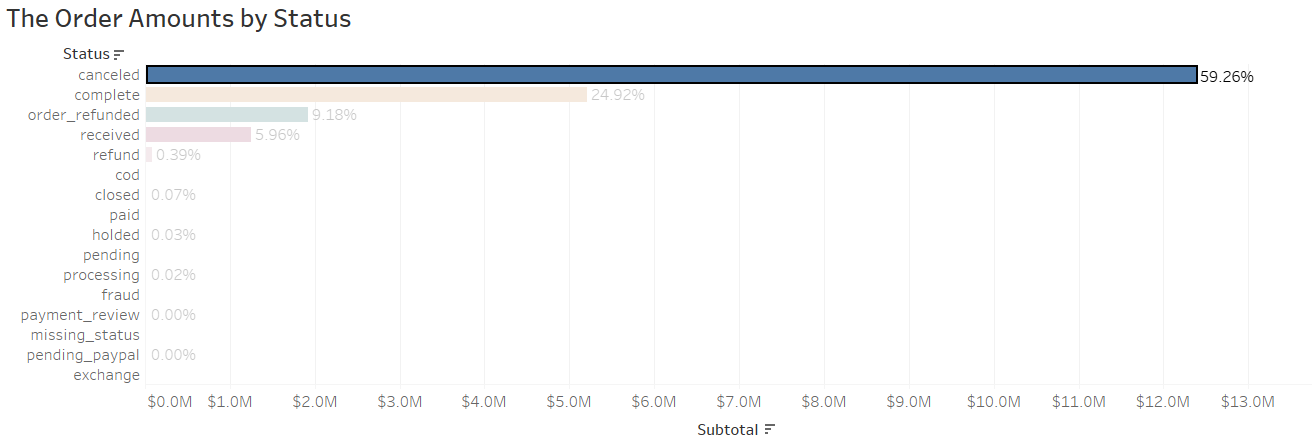 The Order Amounts by Status
Status
canceled 59.26%
complete 24.92%
order_refunded 9.18%
received 5.96%
refund 0.39%
cod
closed 0.07%
paid
holded 0.03%
pending
processing 0.02%
fraud
payment_review 0.00%
missing_status
pending_paypal 0.00%
exchange
$0.0M $1.0M $2.0M $3.0M $4.0M $5.0M $6.0M $7.0M $8.0M $9.0M $10.0M $11.0M $12.0M $13.0M
Subtotal